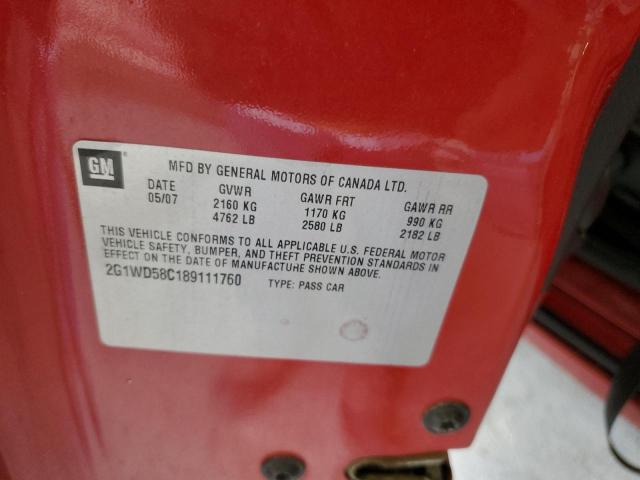 GM
MFD BY GENERAL MOTORS OF CANADA LTD.
DATE GVWR GAWR FRT GAWR RR
05/07 2160 KG 1170 KG 990 KG
4762 LB 2580 LB 2182 LB
THIS VEHICLE CONFORMS TO ALL APPLICABLE U.S. FEDERAL MOTOR
VEHICLE SAFETY, BUMPER, AND THEFT PREVENTION STANDARDS IN
EFFECT ON THE DATE OF MANUFACTUHE SHOWN ABOVE.
2G1WD58C189111760 TYPE: PASS CAR